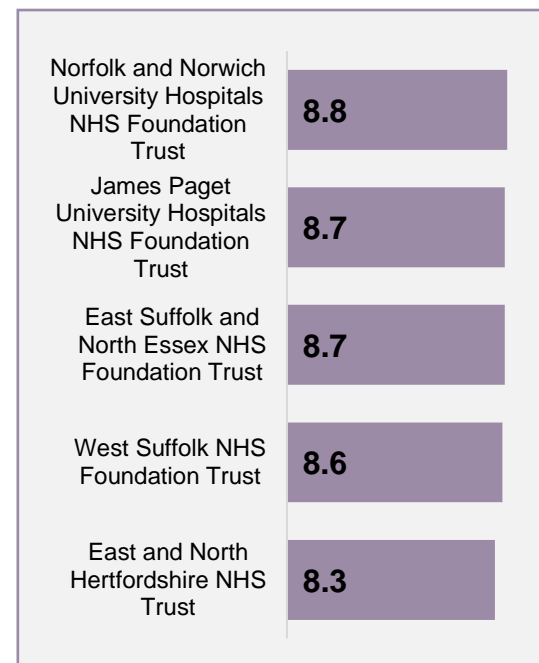 Norfolk and Norwich
University Hospitals
NHS Foundation
Trust
8.8
James Paget
University Hospitals
NHS Foundation
Trust
8.7
East Suffolk and
North Essex NHS
Foundation Trust
8.7
West Suffolk NHS
Foundation Trust
8.6
East and North
Hertfordshire NHS
Trust
8.3